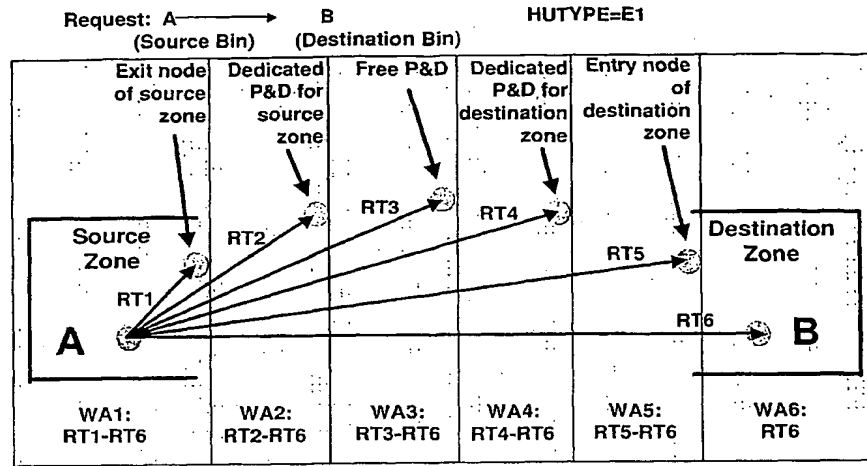 Request: A B HUTYPE=E1
(Source Bin) (Destination Bin)
Exit node
of source
zone
Dedicated
P&D for
source
zone
Free P&D
Dedicated
P&D for
destination
zone
Entry node
of
destination
zone
Source
Zone
Destination
Zone
RT1
RT2
RT3
RT4
RT5
RT6
A
B
WA1:
RT1-RT6
WA2:
RT2-RT6
WA3:
RT3-RT6
WA4:
RT4-RT6
WA5:
RT5-RT6
WA6:
RT6